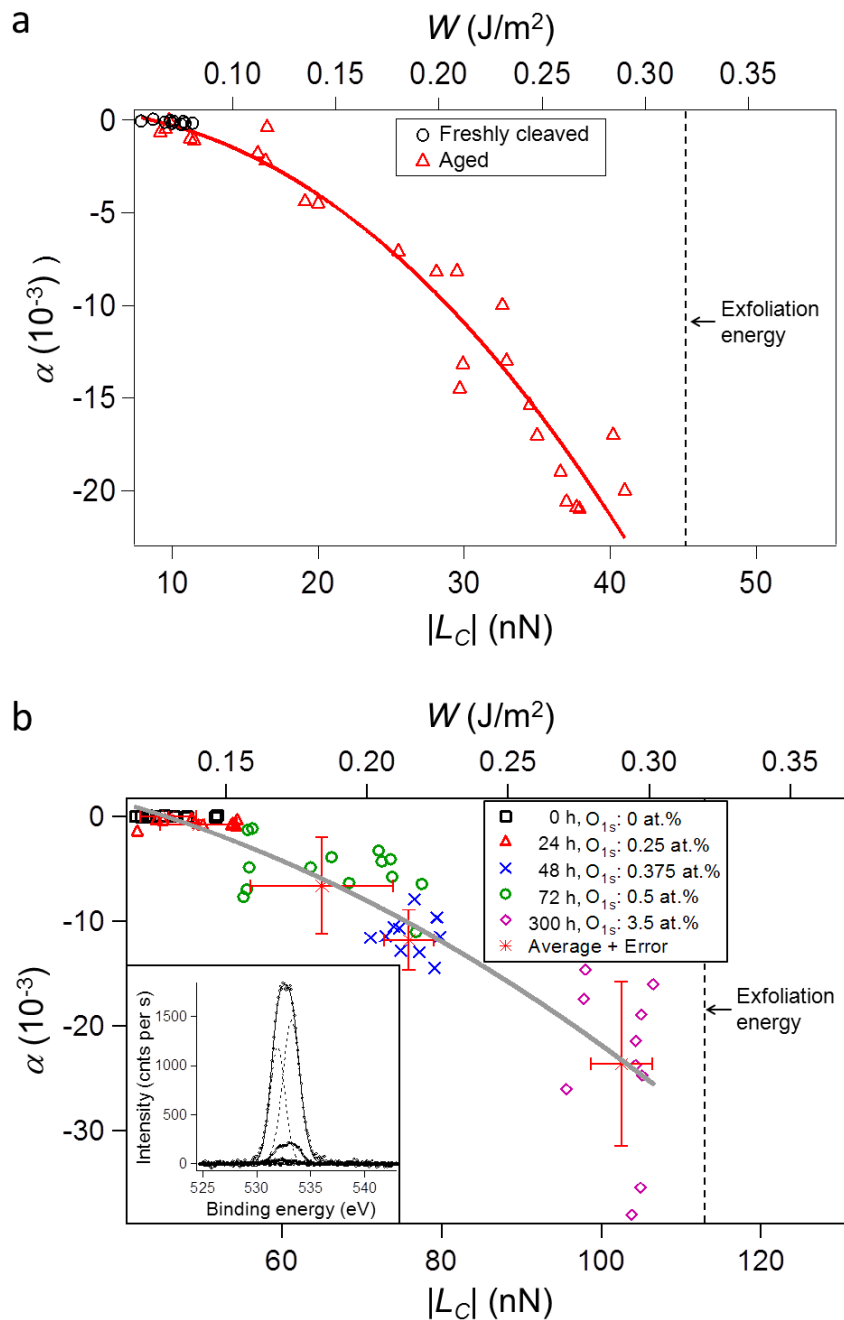 a
W (J/m2)
0.10 0.15 0.20 0.25 0.30 0.35
0
-5
-10
-15
-20
α (10-3) )
Freshly cleaved
Aged
Exfoliation
energy
10 20 30 40 50
|LC| (nN)
b
W (J/m2)
0.15 0.20 0.25 0.30 0.35
0
-10
-20
-30
α (10-3)
0 h, O1s: 0 at.%
24 h, O1s: 0.25 at.%
48 h, O1s: 0.375 at.%
72 h, O1s: 0.5 at.%
300 h, O1s: 3.5 at.%
Average + Error
Exfoliation
energy
Intensity (cnts per s)
1500
1000
500
0
525 530 535 540
Binding energy (eV)
60 80 100 120
|LC| (nN)